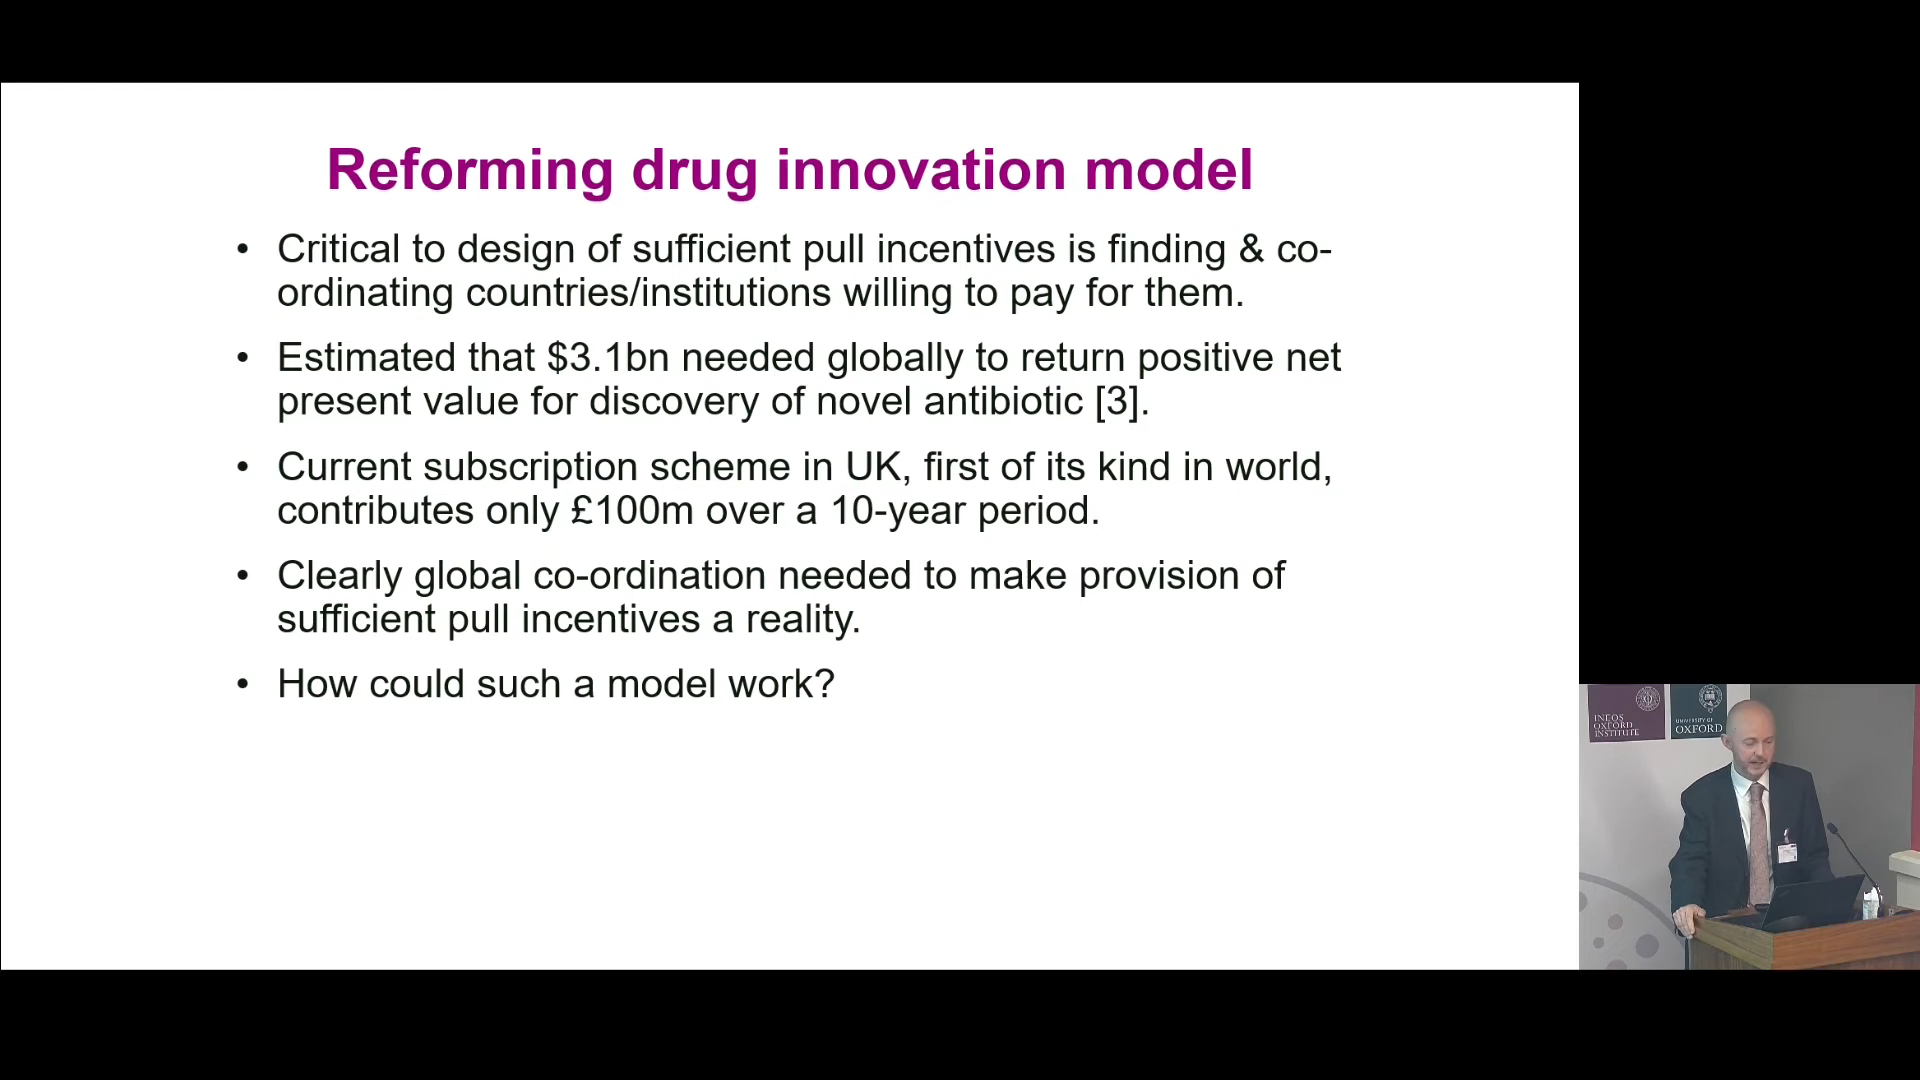 Reforming drug innovation model
• Critical to design of sufficient pull incentives is finding & co-
ordinating countries/institutions willing to pay for them.
• Estimated that $3.1bn needed globally to return positive net
present value for discovery of novel antibiotic [3].
• Current subscription scheme in UK, first of its kind in world,
contributes only £100m over a 10-year period.
• Clearly global co-ordination needed to make provision of
sufficient pull incentives a reality.
• How could such a model work?
INEOS
OXFORD
INSTITUTE
UNIVERSITY OF
OXFORD